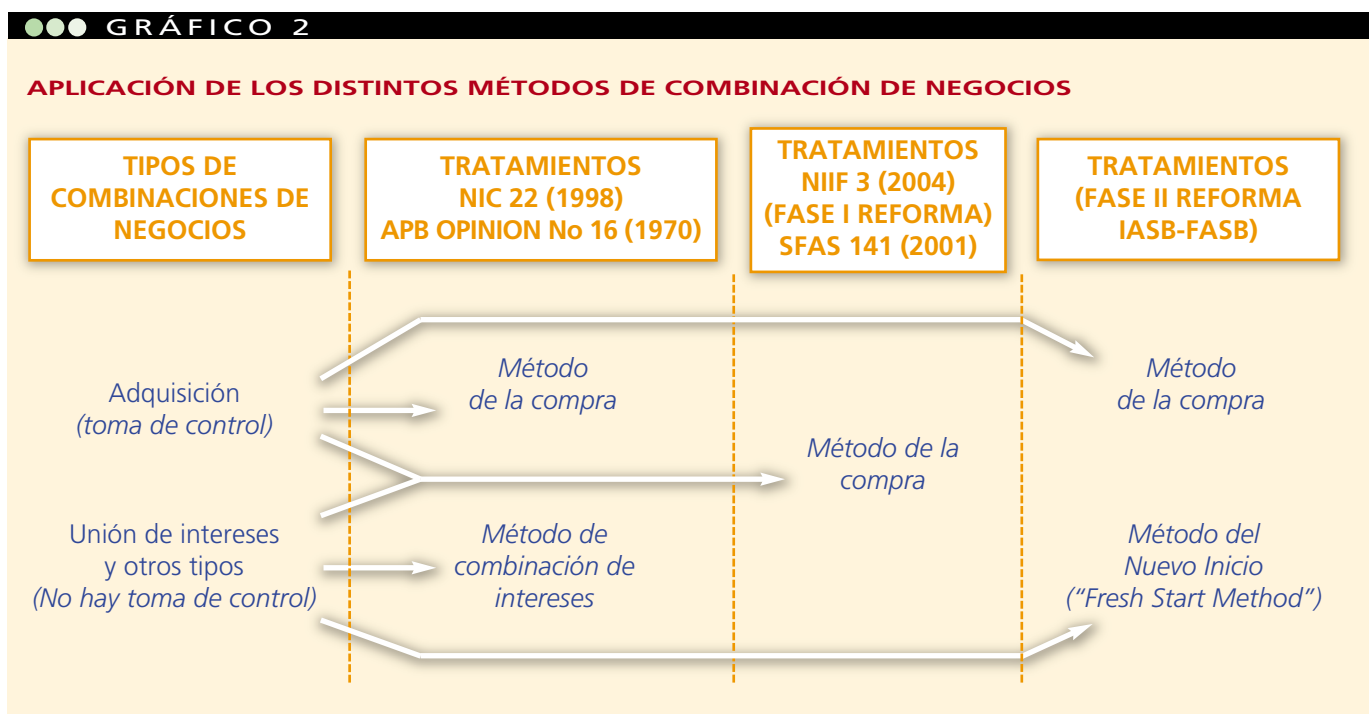 GRÁFICO 2
APLICACIÓN DE LOS DISTINTOS MÉTODOS DE COMBINACIÓN DE NEGOCIOS
TIPOS DE
COMBINACIONES DE
NEGOCIOS
TRATAMIENTOS
NIC 22 (1998)
APB OPINION No 16 (1970)
TRATAMIENTOS
NIIF 3 (2004)
(FASE I REFORMA)
SFAS 141 (2001)
TRATAMIENTOS
(FASE II REFORMA
IASB-FASB)
Adquisición
(toma de control)
Método
de la compra
Método de la
compra
Método
de la compra
Unión de intereses
y otros tipos
(No hay toma de control)
Método de
combinación de
intereses
Método del
Nuevo Inicio
(“Fresh Start Method”)